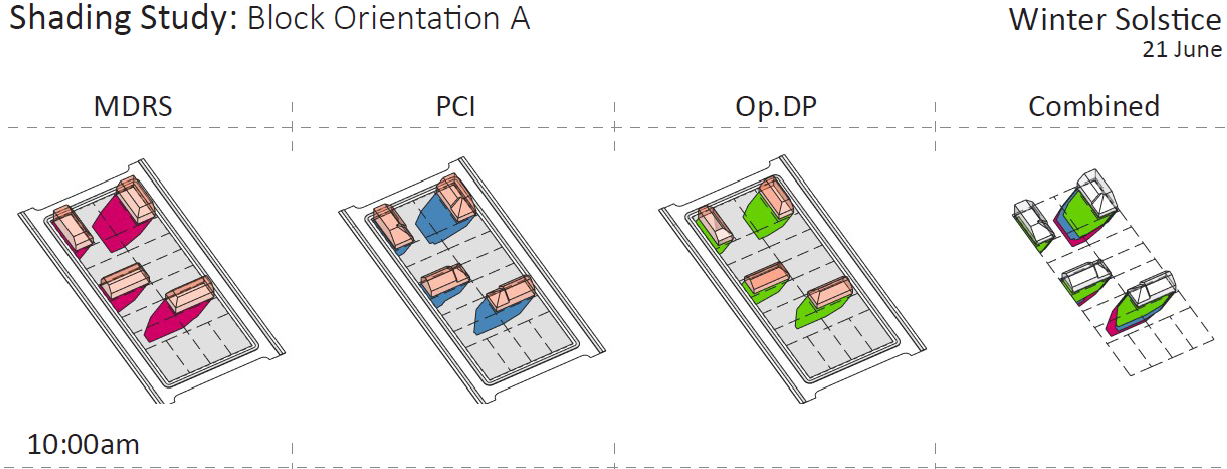 Shading Study: Block Orientation A
Winter Solstice
21 June
MDRS
PCI
Op.DP
Combined
10:00am